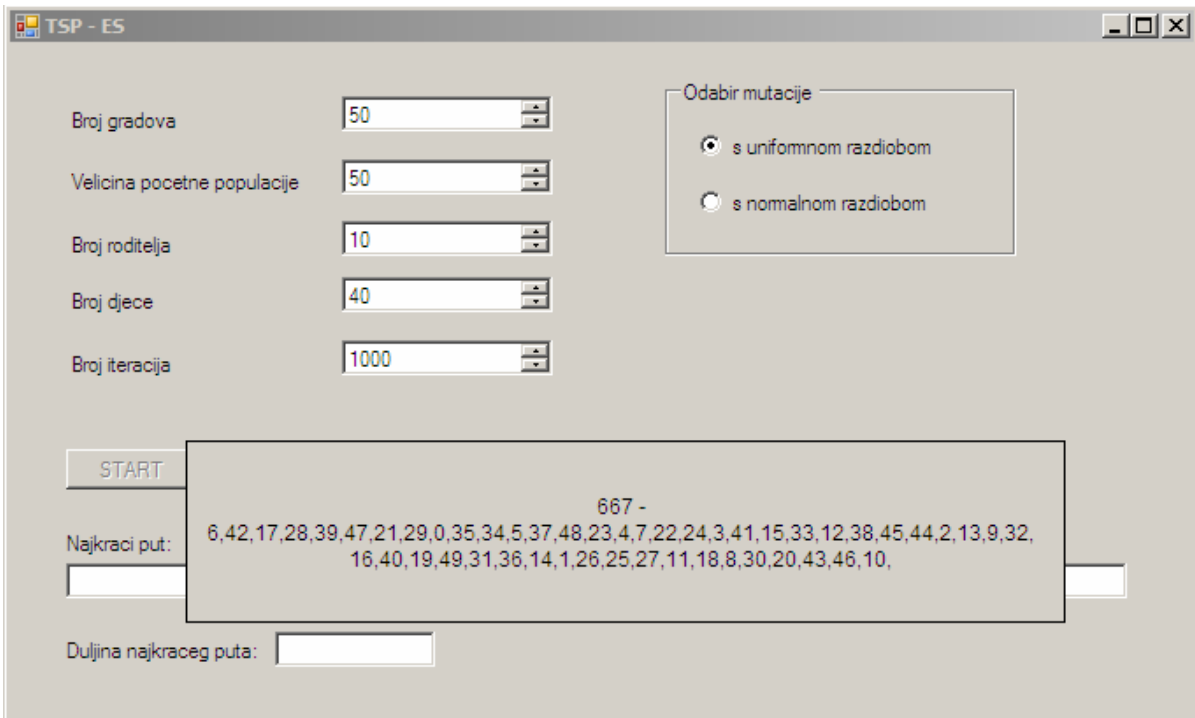 TSP - ES
Broj gradova
50
Velicina pocetne populacije
50
Broj roditelja
10
Broj djece
40
Broj iteracija
1000
Odabir mutacije
s uniformnom razdiobom
s normalnom razdiobom
START
667 -
6,42,17,28,39,47,21,29,0,35,34,5,37,48,23,4,7,22,24,3,41,15,33,12,38,45,44,2,13,9,32,
16,40,19,49,31,36,14,1,26,25,27,11,18,8,30,20,43,46,10,
Najkraci put:
Duljina najkraceg puta: